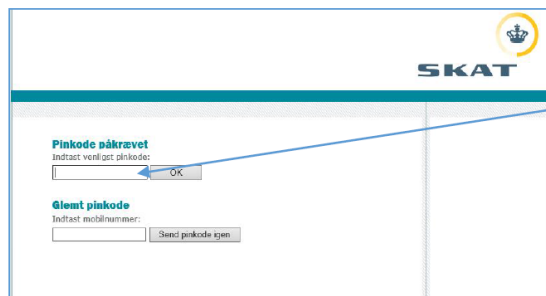 SKAT
Pinkode påkrævet
Indtast venligst pinkode:
OK
Glemt pinkode
Indtast mobilnummer:
Send pinkode igen